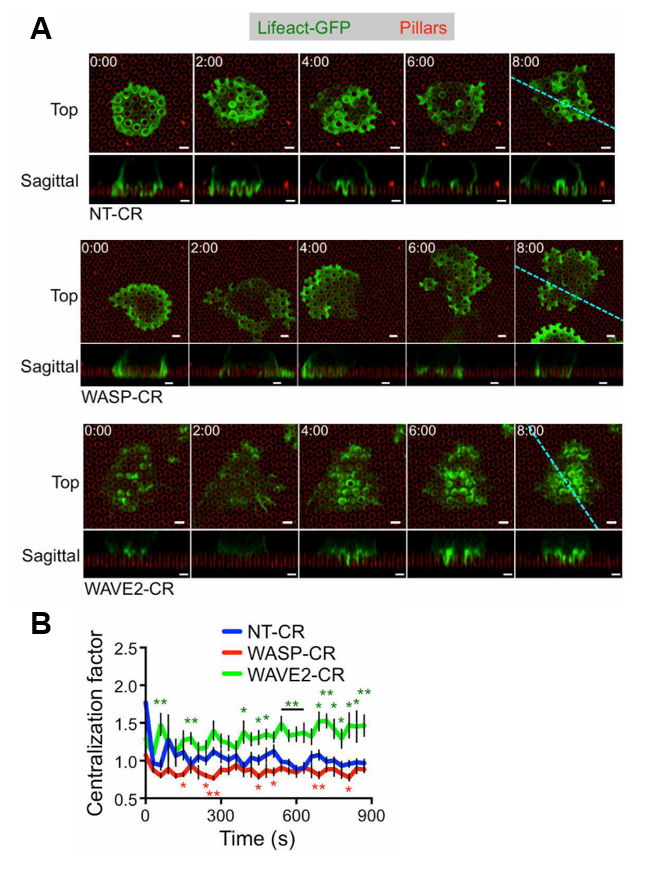 A
Lifeact-GFP Pillars
0:00 2:00 4:00 6:00 8:00
Top
Sagittal
NT-CR
0:00 2:00 4:00 6:00 8:00
Top
Sagittal
WASP-CR
0:00 2:00 4:00 6:00 8:00
Top
Sagittal
WAVE2-CR
B
NT-CR
WASP-CR
WAVE2-CR
Centralization factor
2.5
2.0
1.5
1.0
0.5
** ** * * * ** * ** * * * **
* * ** * * ** *
0 300 600 900
Time (s)